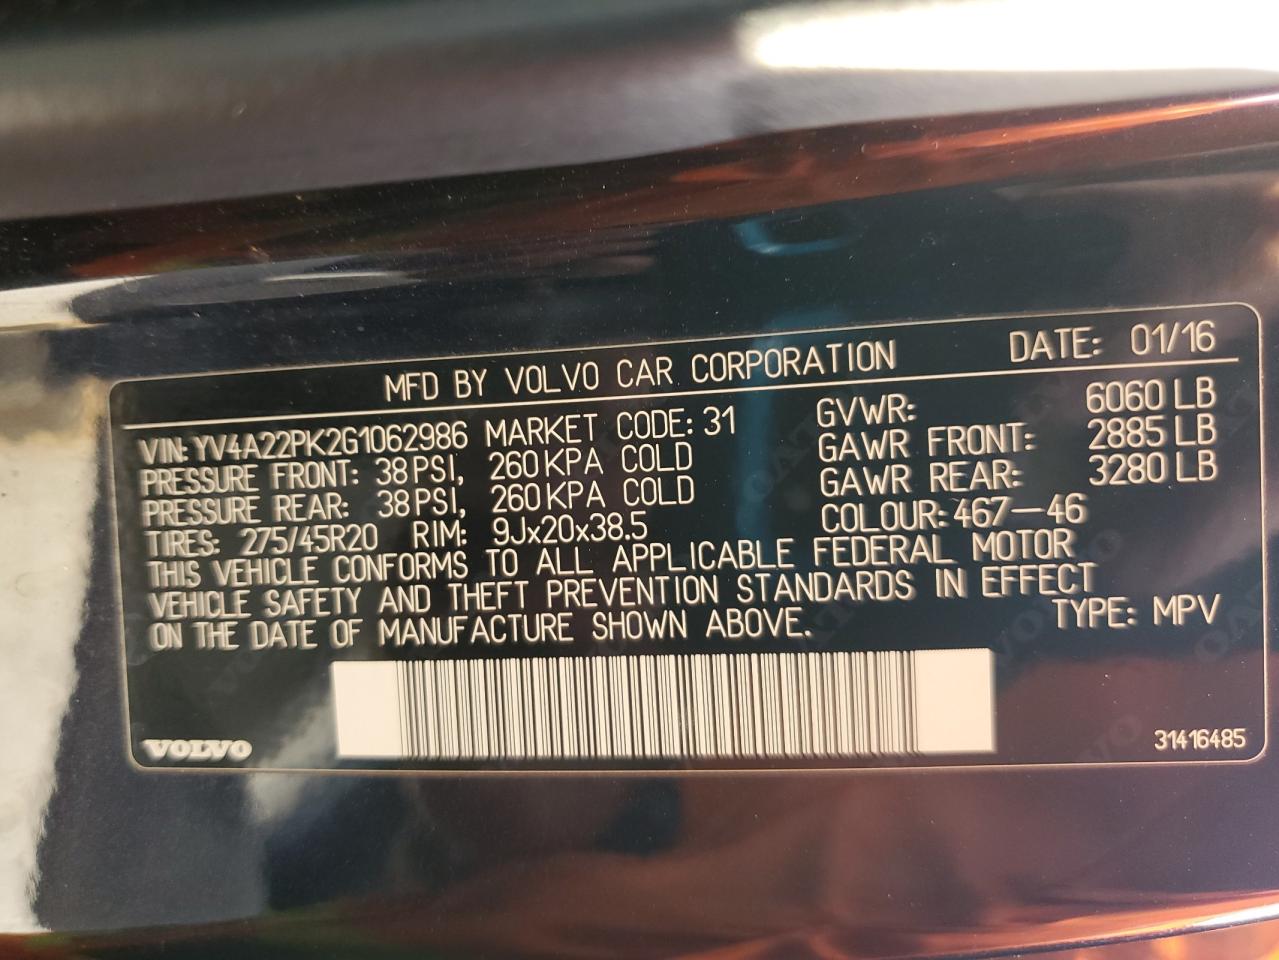 MFD BY VOLVO CAR CORPORATION DATE: 01/16
VIN: YV4A22PK2G1062986 MARKET CODE: 31 GVWR: 6060 LB
PRESSURE FRONT: 38 PSI, 260 KPA COLD GAWR FRONT: 2885 LB
PRESSURE REAR: 38 PSI, 260 KPA COLD GAWR REAR: 3280 LB
TIRES: 275/45R20 RIM: 9Jx20x38.5 COLOUR: 467-46
THIS VEHICLE CONFORMS TO ALL APPLICABLE FEDERAL MOTOR
VEHICLE SAFETY AND THEFT PREVENTION STANDARDS IN EFFECT
ON THE DATE OF MANUFACTURE SHOWN ABOVE. TYPE: MPV
VOLVO 31416485